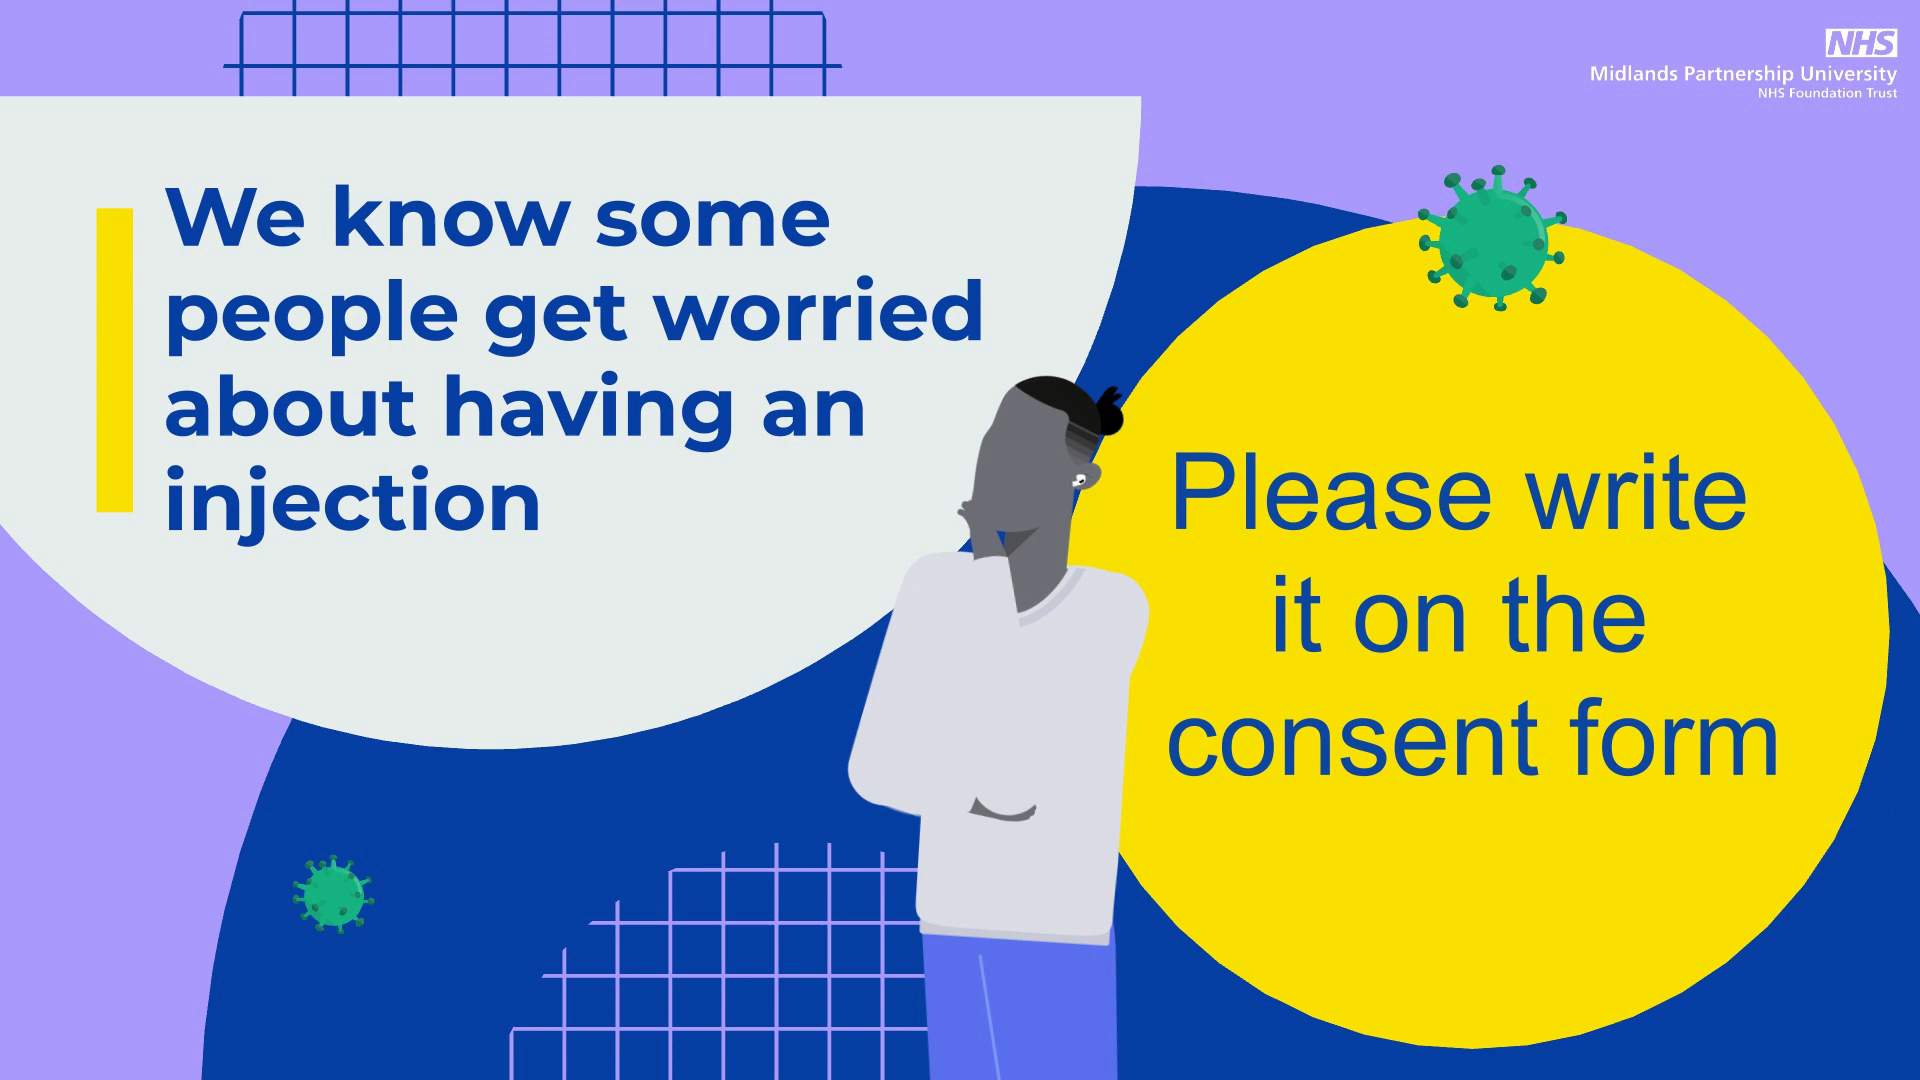 NHS
Midlands Partnership University
NHS Foundation Trust
We know some
people get worried
about having an
injection
Please write
it on the
consent form